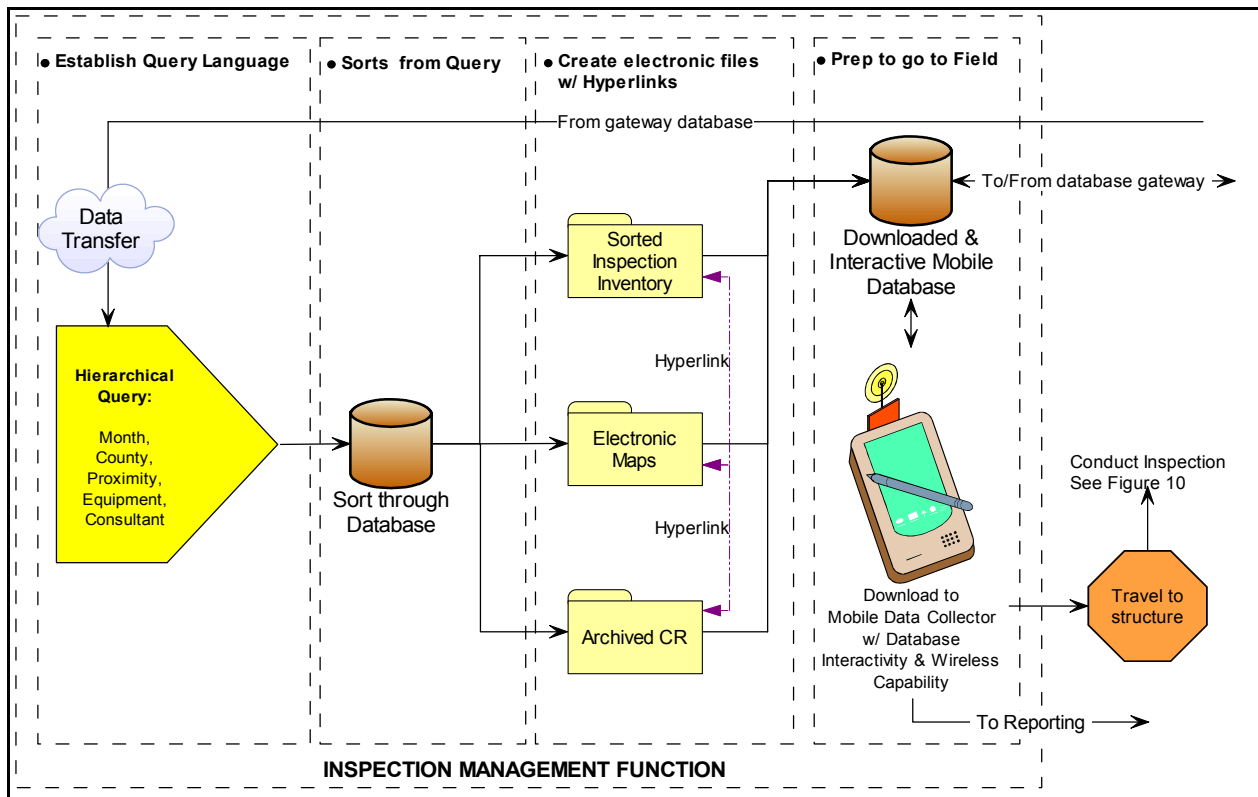 ● Establish Query Language
● Sorts from Query
● Create electronic files
w/ Hyperlinks
● Prep to go to Field
From gateway database
Data
Transfer
To/From database gateway
Sorted
Inspection
Inventory
Downloaded &
Interactive Mobile
Database
Hierarchical
Query:
Month,
County,
Proximity,
Equipment,
Consultant
Sort through
Database
Hyperlink
Electronic
Maps
Hyperlink
Archived CR
Download to
Mobile Data Collector
w/ Database
Interactivity & Wireless
Capability
Conduct Inspection
See Figure 10
Travel to
structure
To Reporting
INSPECTION MANAGEMENT FUNCTION